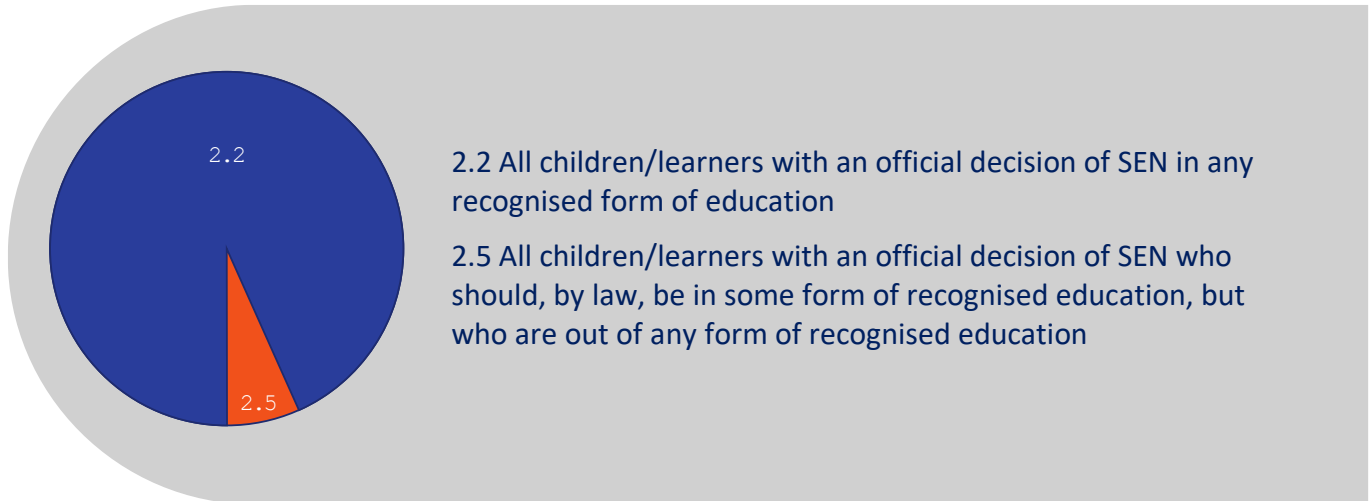 2.2
2.5
2.2 All children/learners with an official decision of SEN in any
recognised form of education
2.5 All children/learners with an official decision of SEN who
should, by law, be in some form of recognised education, but
who are out of any form of recognised education